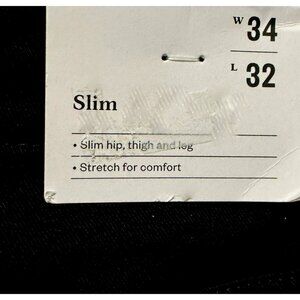 W 34
L 32
Slim
• Slim hip, thigh and leg
• Stretch for comfort